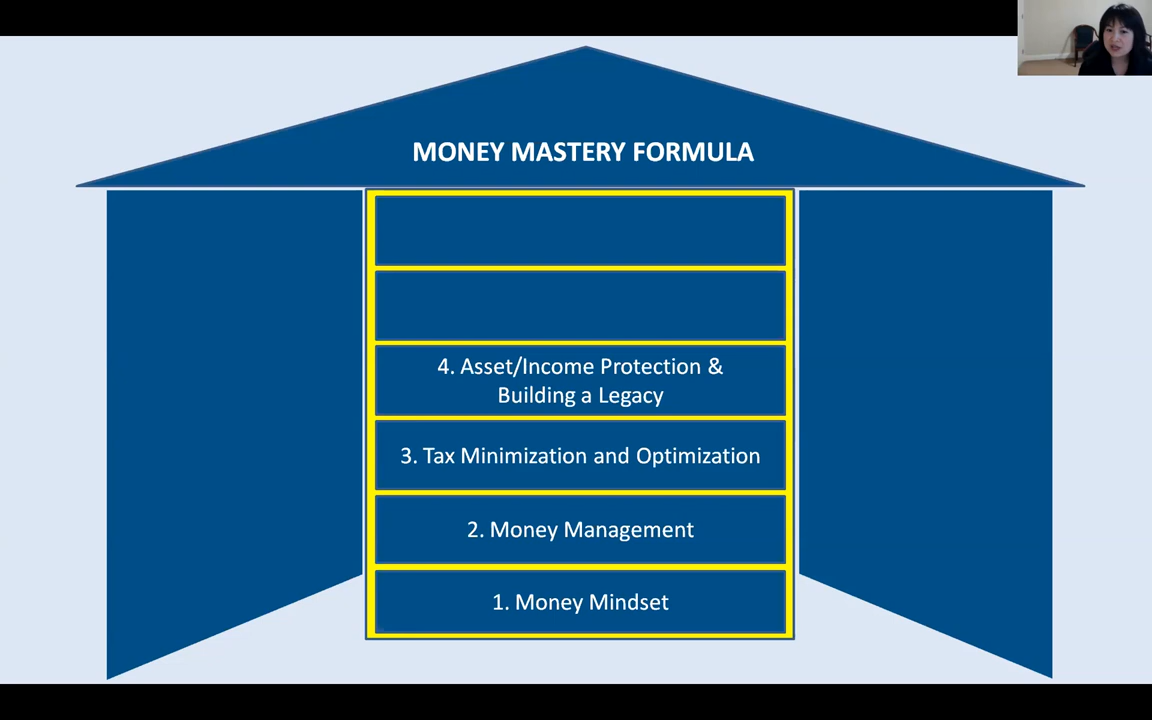 MONEY MASTERY FORMULA
4. Asset/Income Protection &
Building a Legacy
3. Tax Minimization and Optimization
2. Money Management
1. Money Mindset